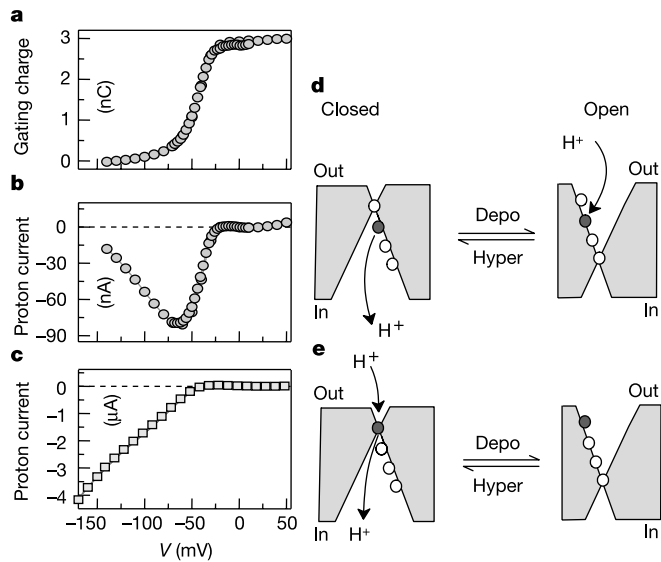 a
3
2
1
0
Gating charge
(nC)
b
0
−30
−60
−90
Proton current
(nA)
c
0
−1
−2
−3
−4
Proton current
(μA)
−150 −100 −50 0 50
V (mV)
d
Closed Open
H+
Out Out
Depo
Hyper
In H+ In
e
H+
Out Out
Depo
Hyper
In H+ In